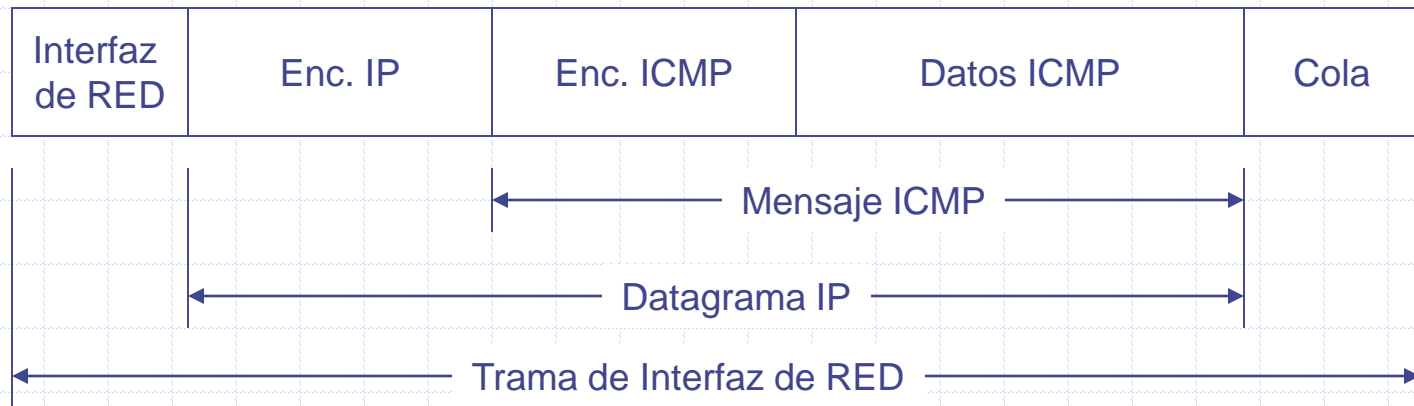 Interfaz
de RED
Enc. IP
Enc. ICMP
Datos ICMP
Cola
Mensaje ICMP
Datagrama IP
Trama de Interfaz de RED